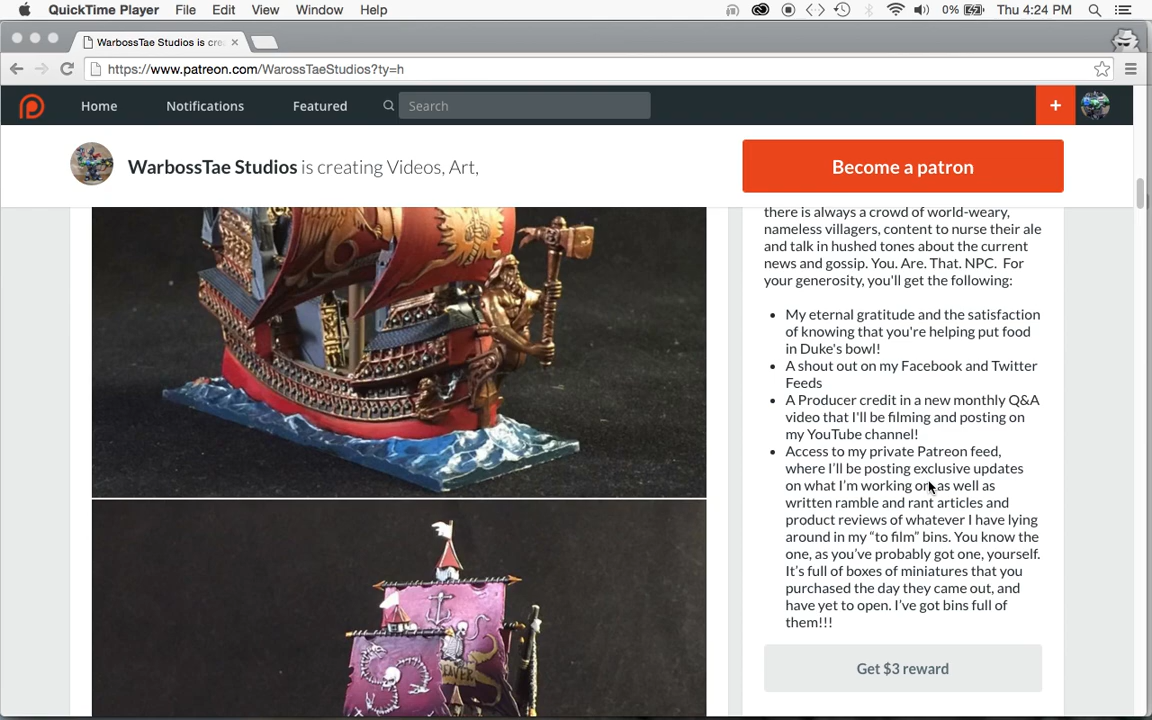 QuickTime Player File Edit View Window Help 0% Thu 4:24 PM
WarbossTae Studios is cre
https://www.patreon.com/WarossTaeStudios?ty=h
Home Notifications Featured Search +
WarbossTae Studios is creating Videos, Art, Become a patron
there is always a crowd of world-weary,
nameless villagers, content to nurse their ale
and talk in hushed tones about the current
news and gossip. You. Are. That. NPC. For
your generosity, you'll get the following:
• My eternal gratitude and the satisfaction
of knowing that you're helping put food
in Duke's bowl!
• A shout out on my Facebook and Twitter
Feeds
• A Producer credit in a new monthly Q&A
video that I'll be filming and posting on
my YouTube channel!
• Access to my private Patreon feed,
where I’ll be posting exclusive updates
on what I’m working on as well as
written ramble and rant articles and
product reviews of whatever I have lying
around in my “to film” bins. You know the
one, as you’ve probably got one, yourself.
It’s full of boxes of miniatures that you
purchased the day they came out, and
have yet to open. I’ve got bins full of
them!!!
Get $3 reward